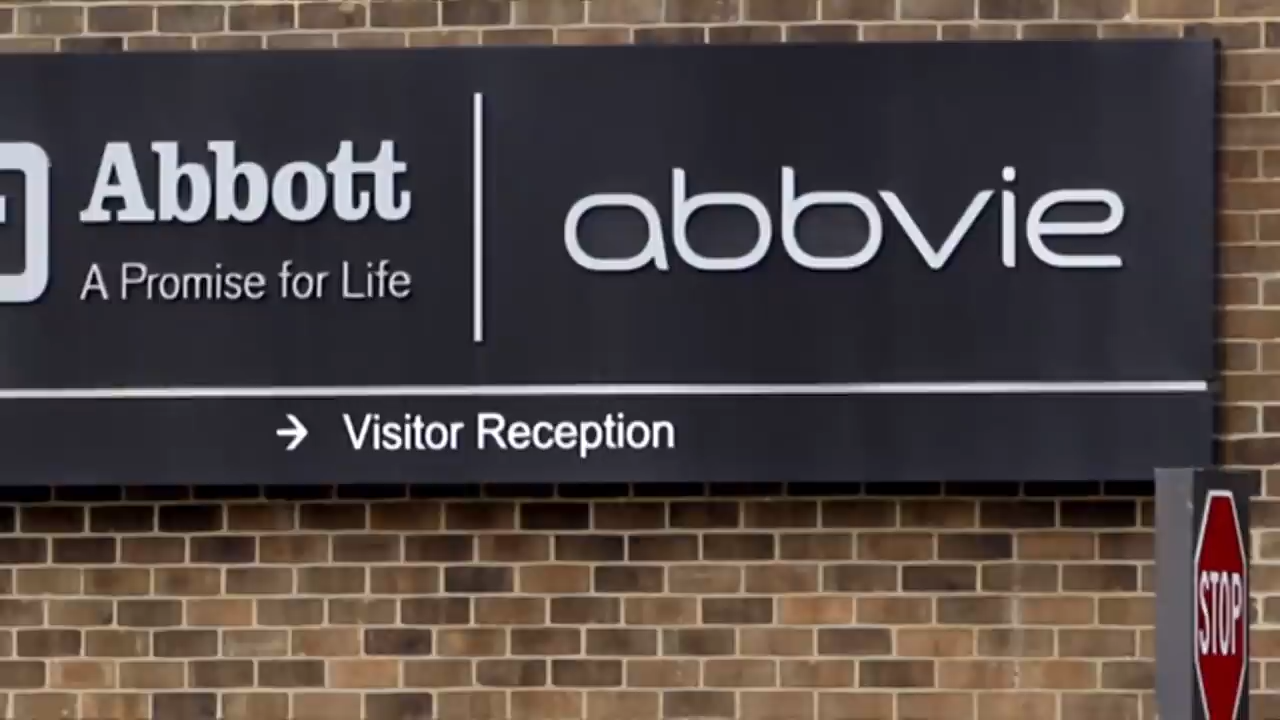 Abbott
A Promise for Life
abbvie
→ Visitor Reception
STOP